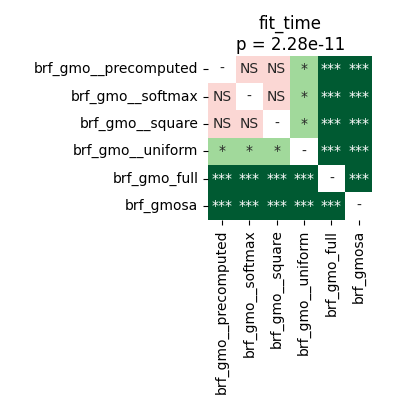 fit_time
p = 2.28e-11
brf_gmo__precomputed - NS NS * *** ***
brf_gmo__softmax NS - NS * *** ***
brf_gmo__square NS NS - * *** ***
brf_gmo__uniform * * * - *** ***
brf_gmo_full *** *** *** *** - ***
brf_gmosa *** *** *** *** *** -
brf_gmo__precomputed
brf_gmo__softmax
brf_gmo__square
brf_gmo__uniform
brf_gmo_full
brf_gmosa